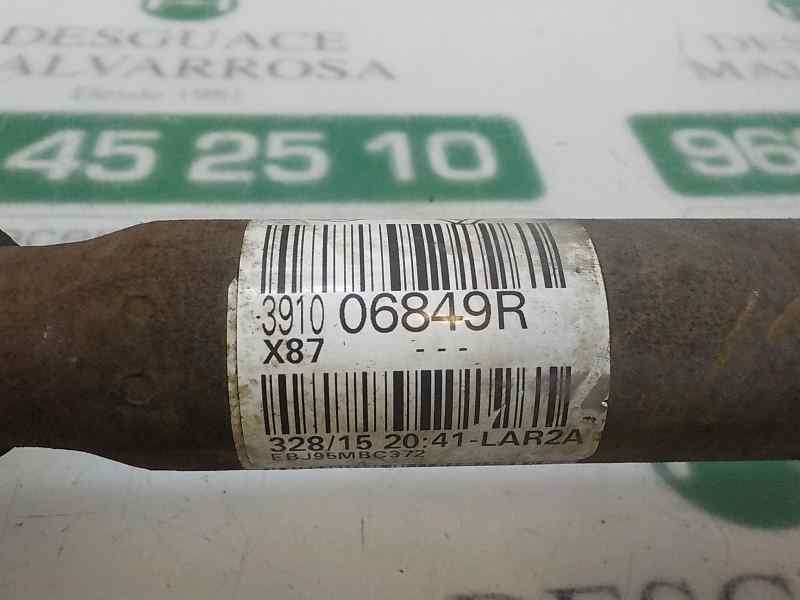 DESGUACE
MALVARROSA
Desde 1981
45 25 10
96
3910 06849R
X87 ---
328/15 20:41-LAR2A
EBJ95MBC372